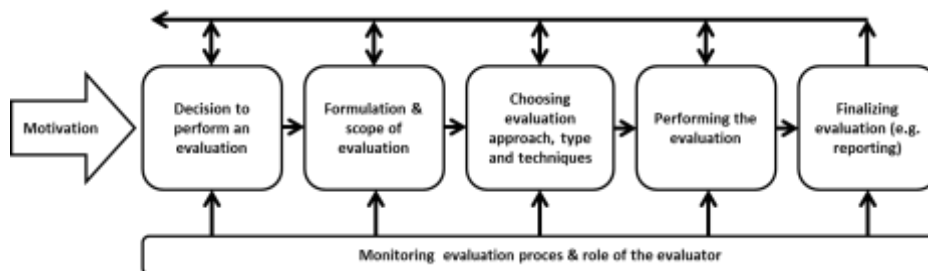 Motivation
Decision to
perform an
evaluation
Formulation &
scope of
evaluation
Choosing
evaluation
approach, type
and techniques
Performing the
evaluation
Finalizing
evaluation (e.g.
reporting)
Monitoring evaluation proces & role of the evaluator